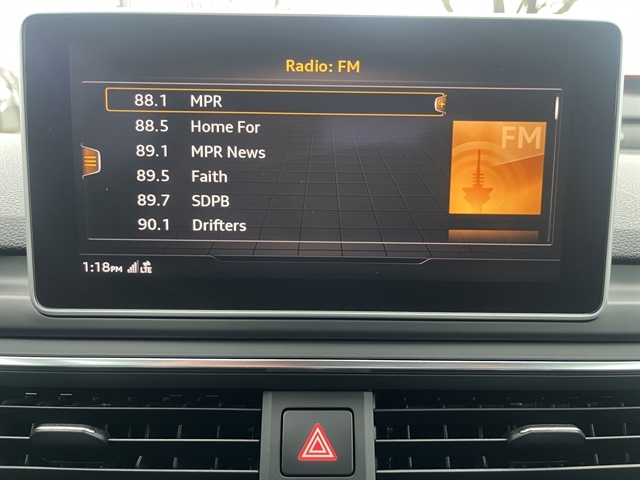 Radio: FM
88.1 MPR
88.5 Home For
89.1 MPR News
89.5 Faith
89.7 SDPB
90.1 Drifters
FM
1:18PM LTE